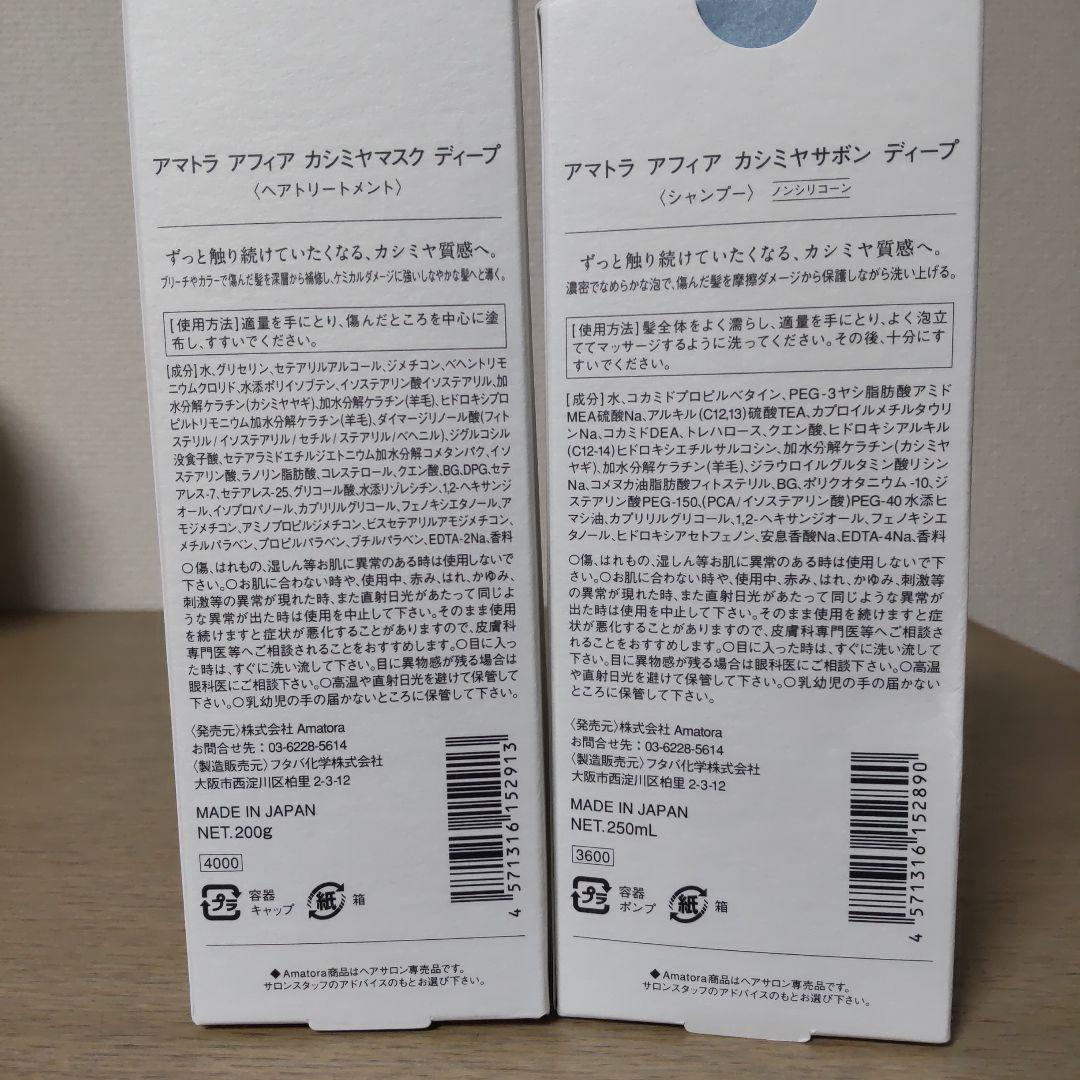 アマトラ アフィア カシミヤマスク ディープ
〈ヘアトリートメント〉
ずっと触り続けていたくなる、カシミヤ質感へ。
ブリーチやカラーで傷んだ髪を深層から補修し、ケミカルダメージに強いしなやかな髪へと導く。
[使用方法]適量を手にとり、傷んだところを中心に塗
布し、すすいでください。
[成分]水、グリセリン、セテアリルアルコール、ジメチコン、ベヘントリモ
ニウムクロリド、水添ポリイソブテン、イソステアリン酸イソステアリル、加
水分解ケラチン(カシミヤヤギ)、加水分解ケラチン(羊毛)、ヒドロキシプロ
ピルトリモニウム加水分解ケラチン(羊毛)、ダイマージリノール酸(フィト
ステリル/イソステアリル/セチル/ステアリル/ベヘニル)、ジグルコシル
没食子酸、セテアラミドエチルジエトニウム加水分解コメタンパク、イソ
ステアリン酸、ラノリン脂肪酸、コレステロール、クエン酸、BG、DPG、セテ
アレス-7、セテアレス-25、グリコール酸、水添リゾレシチン、1,2-ヘキサンジ
オール、イソプロパノール、カプリリルグリコール、フェノキシエタノール、ア
モジメチコン、アミノプロピルジメチコン、ビスセテアリルアモジメチコン、
メチルパラベン、プロピルパラベン、ブチルパラベン、EDTA-2Na、香料
○傷、はれもの、湿しん等お肌に異常のある時は使用しないで
下さい。○お肌に合わない時や、使用中、赤み、はれ、かゆみ、
刺激等の異常が現れた時、また直射日光があたって同じよ
うな異常が出た時は使用を中止して下さい。そのまま使用
を続けますと症状が悪化することがありますので、皮膚科
専門医等へご相談されることをおすすめします。○目に入っ
た時は、すぐに洗い流して下さい。目に異物感が残る場合は
眼科医にご相談下さい。○高温や直射日光を避けて保管して
下さい。○乳幼児の手の届かないところに保管して下さい。
〈発売元〉株式会社 Amatora
お問合せ先：03-6228-5614
〈製造販売元〉フタバ化学株式会社
大阪市西淀川区柏里 2-3-12
MADE IN JAPAN
NET.200g
4000
プラ
容器
キャップ
紙
箱
4 571316 152913
◆Amatora商品はヘアサロン専売品です。
サロンスタッフのアドバイスのもとお選び下さい。
アマトラ アフィア カシミヤサボン ディープ
〈シャンプー〉 ノンシリコーン
ずっと触り続けていたくなる、カシミヤ質感へ。
濃密でなめらかな泡で、傷んだ髪を摩擦ダメージから保護しながら洗い上げる。
[使用方法]髪全体をよく濡らし、適量を手にとり、よく泡立
ててマッサージするように洗ってください。その後、十分にす
すいでください。
[成分]水、コカミドプロピルベタイン、PEG-3ヤシ脂肪酸アミド
MEA硫酸Na、アルキル(C12,13)硫酸TEA、カプロイルメチルタウリ
ンNa、コカミドDEA、トレハロース、クエン酸、ヒドロキシアルキル
(C12-14)ヒドロキシエチルサルコシン、加水分解ケラチン(カシミヤ
ヤギ)、加水分解ケラチン(羊毛)、ジラウロイルグルタミン酸リシン
Na、コメヌカ油脂肪酸フィトステリル、BG、ポリクオタニウム-10、ジ
ステアリン酸PEG-150、(PCA/イソステアリン酸)PEG-40水添ヒ
マシ油、カプリリルグリコール、1,2-ヘキサンジオール、フェノキシエ
タノール、ヒドロキシアセトフェノン、安息香酸Na、EDTA-4Na、香料
○傷、はれもの、湿しん等お肌に異常のある時は使用しないで
下さい。○お肌に合わない時や、使用中、赤み、はれ、かゆみ、刺激等
の異常が現れた時、また直射日光があたって同じような異常が
出た時は使用を中止して下さい。そのまま使用を続けますと症
状が悪化することがありますので、皮膚科専門医等へご相談さ
れることをおすすめします。○目に入った時は、すぐに洗い流して
下さい。目に異物感が残る場合は眼科医にご相談下さい。○高温
や直射日光を避けて保管して下さい。○乳幼児の手の届かない
ところに保管して下さい。
〈発売元〉株式会社 Amatora
お問合せ先：03-6228-5614
〈製造販売元〉フタバ化学株式会社
大阪市西淀川区柏里 2-3-12
MADE IN JAPAN
NET.250mL
3600
プラ
容器
ポンプ
紙
箱
4 571316 152890
◆Amatora商品はヘアサロン専売品です。
サロンスタッフのアドバイスのもとお選び下さい。